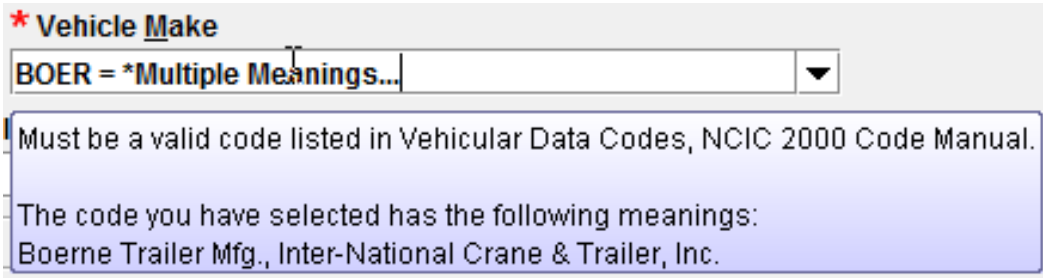 * Vehicle Make
BOER = *Multiple Meanings...
Must be a valid code listed in Vehicular Data Codes, NCIC 2000 Code Manual.
The code you have selected has the following meanings:
Boerne Trailer Mfg., Inter-National Crane & Trailer, Inc.